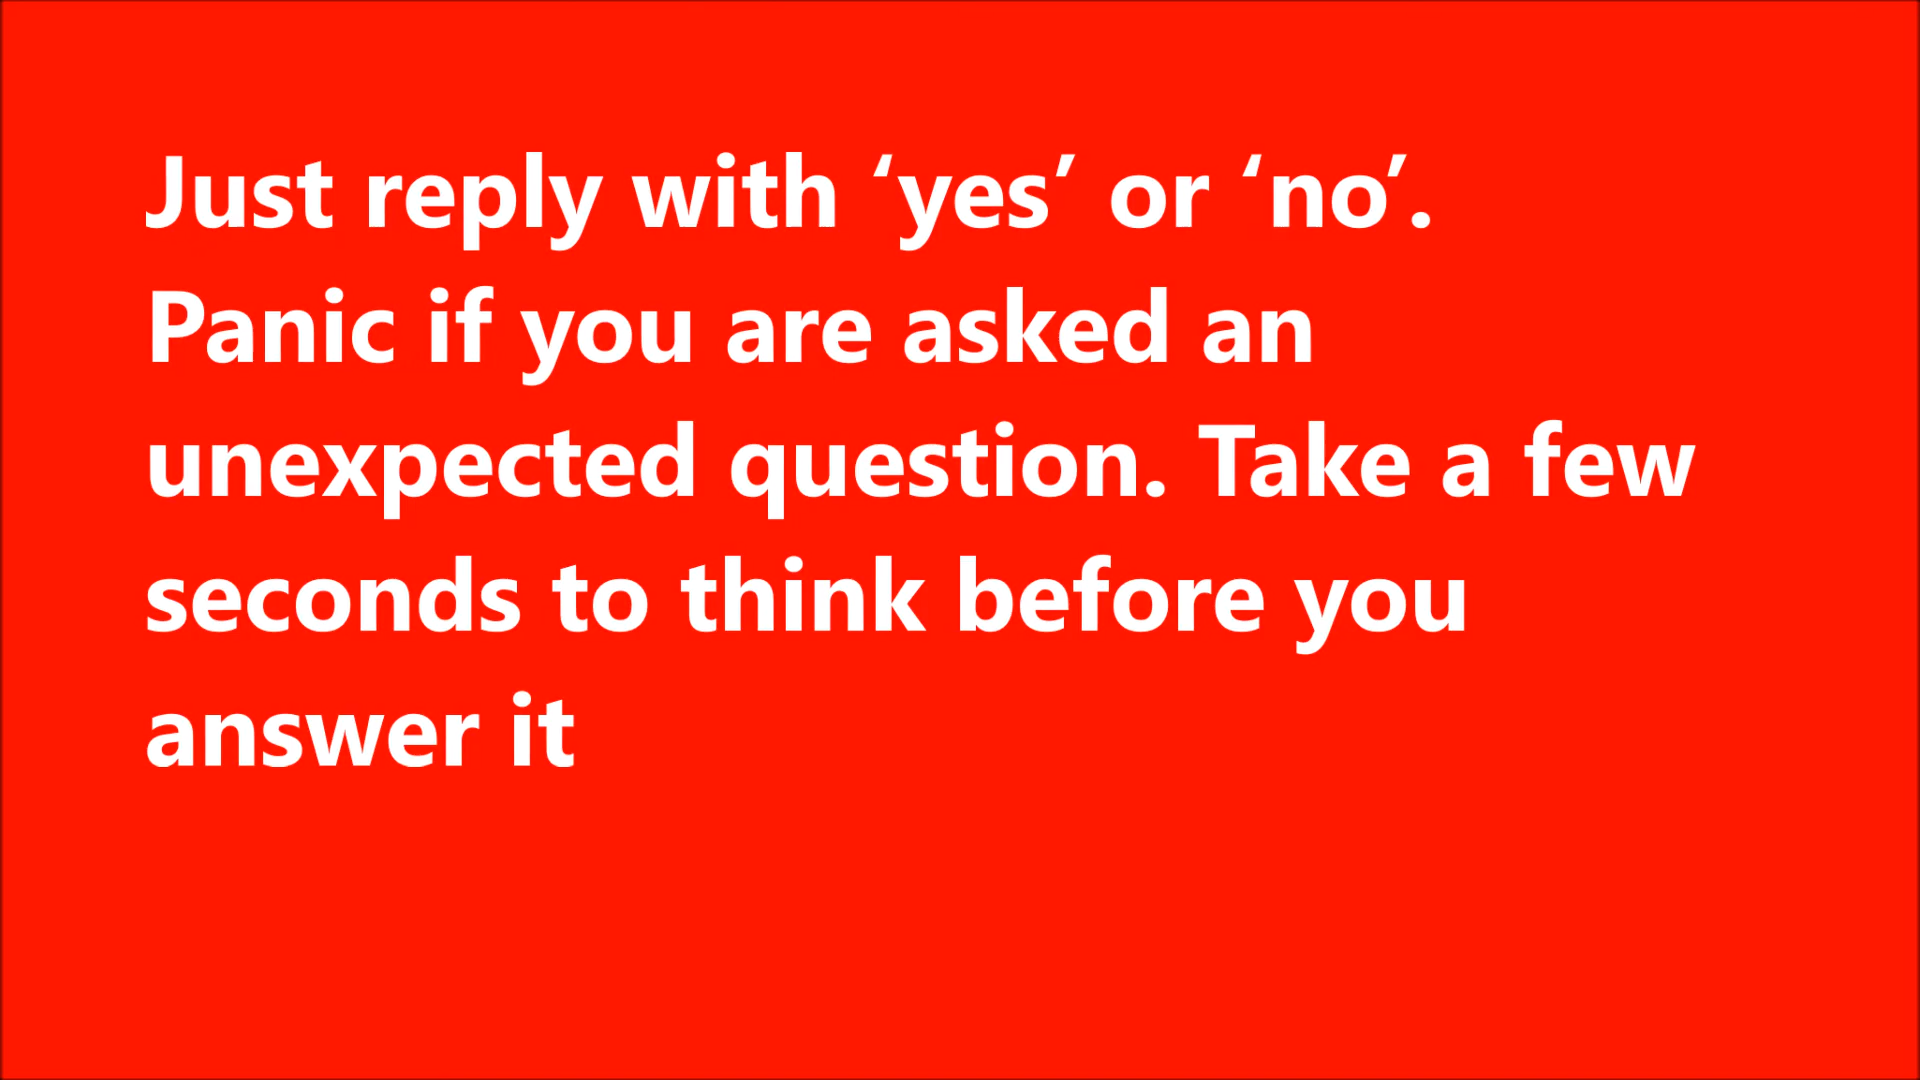 Just reply with ‘yes’ or ‘no’.
Panic if you are asked an
unexpected question. Take a few
seconds to think before you
answer it